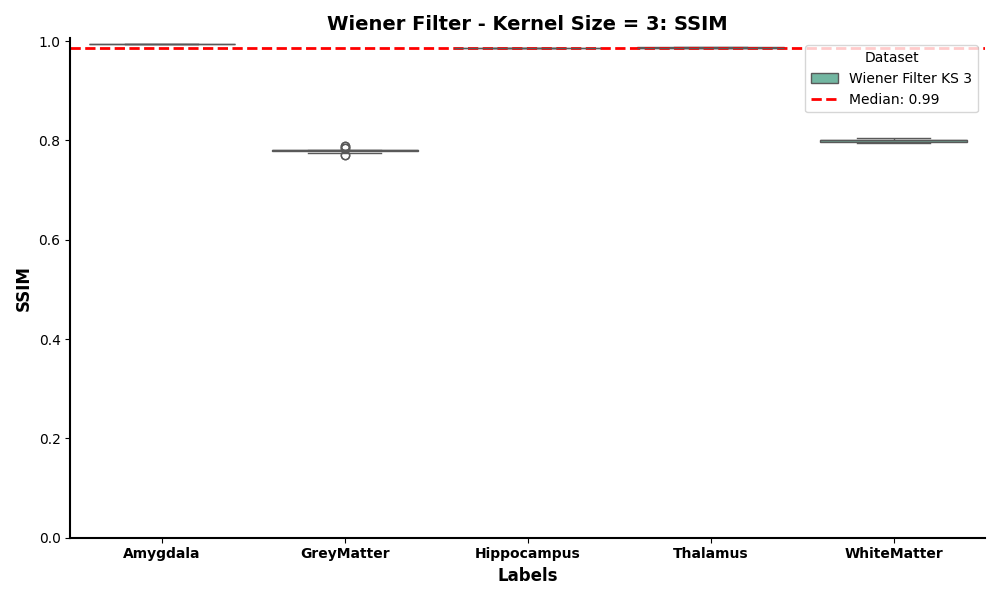 Wiener Filter - Kernel Size = 3: SSIM
SSIM
1.0
0.8
0.6
0.4
0.2
0.0
Dataset
Wiener Filter KS 3
Median: 0.99
Amygdala
GreyMatter
Hippocampus
Thalamus
WhiteMatter
Labels